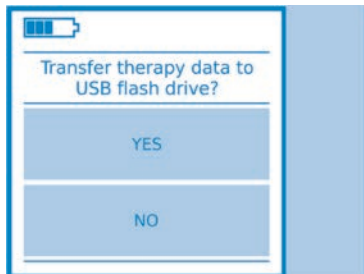 Transfer therapy data to
USB flash drive?
YES
NO